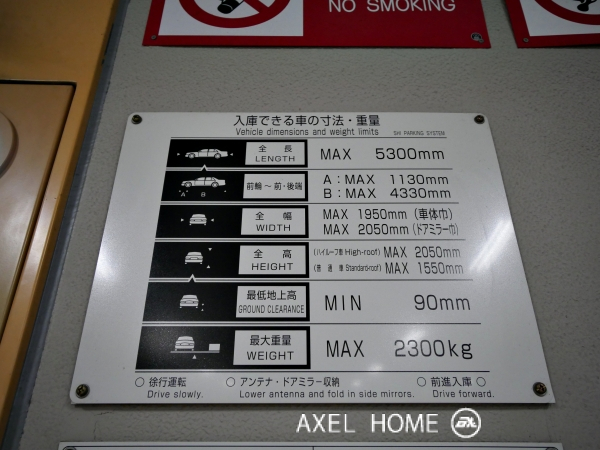 NO SMOKING
入庫できる車の寸法・重量
Vehicle dimensions and weight limits SHI PARKING SYSTEM
全長 LENGTH MAX 5300mm
A B 前輪～前・後端 A:MAX 1130mm
B:MAX 4330mm
全幅 WIDTH MAX 1950mm (車体巾)
MAX 2050mm (ドアミラー巾)
全高 HEIGHT (ハイルーフ車 High-roof) MAX 2050mm
(普通車 Standard-roof) MAX 1550mm
最低地上高 GROUND CLEARANCE MIN 90mm
最大重量 WEIGHT MAX 2300kg
○ 徐行運転 ○ アンテナ・ドアミラー収納 ○ 前進入庫 ○
Drive slowly. Lower antenna and fold in side mirrors. Drive forward.
AXEL HOME